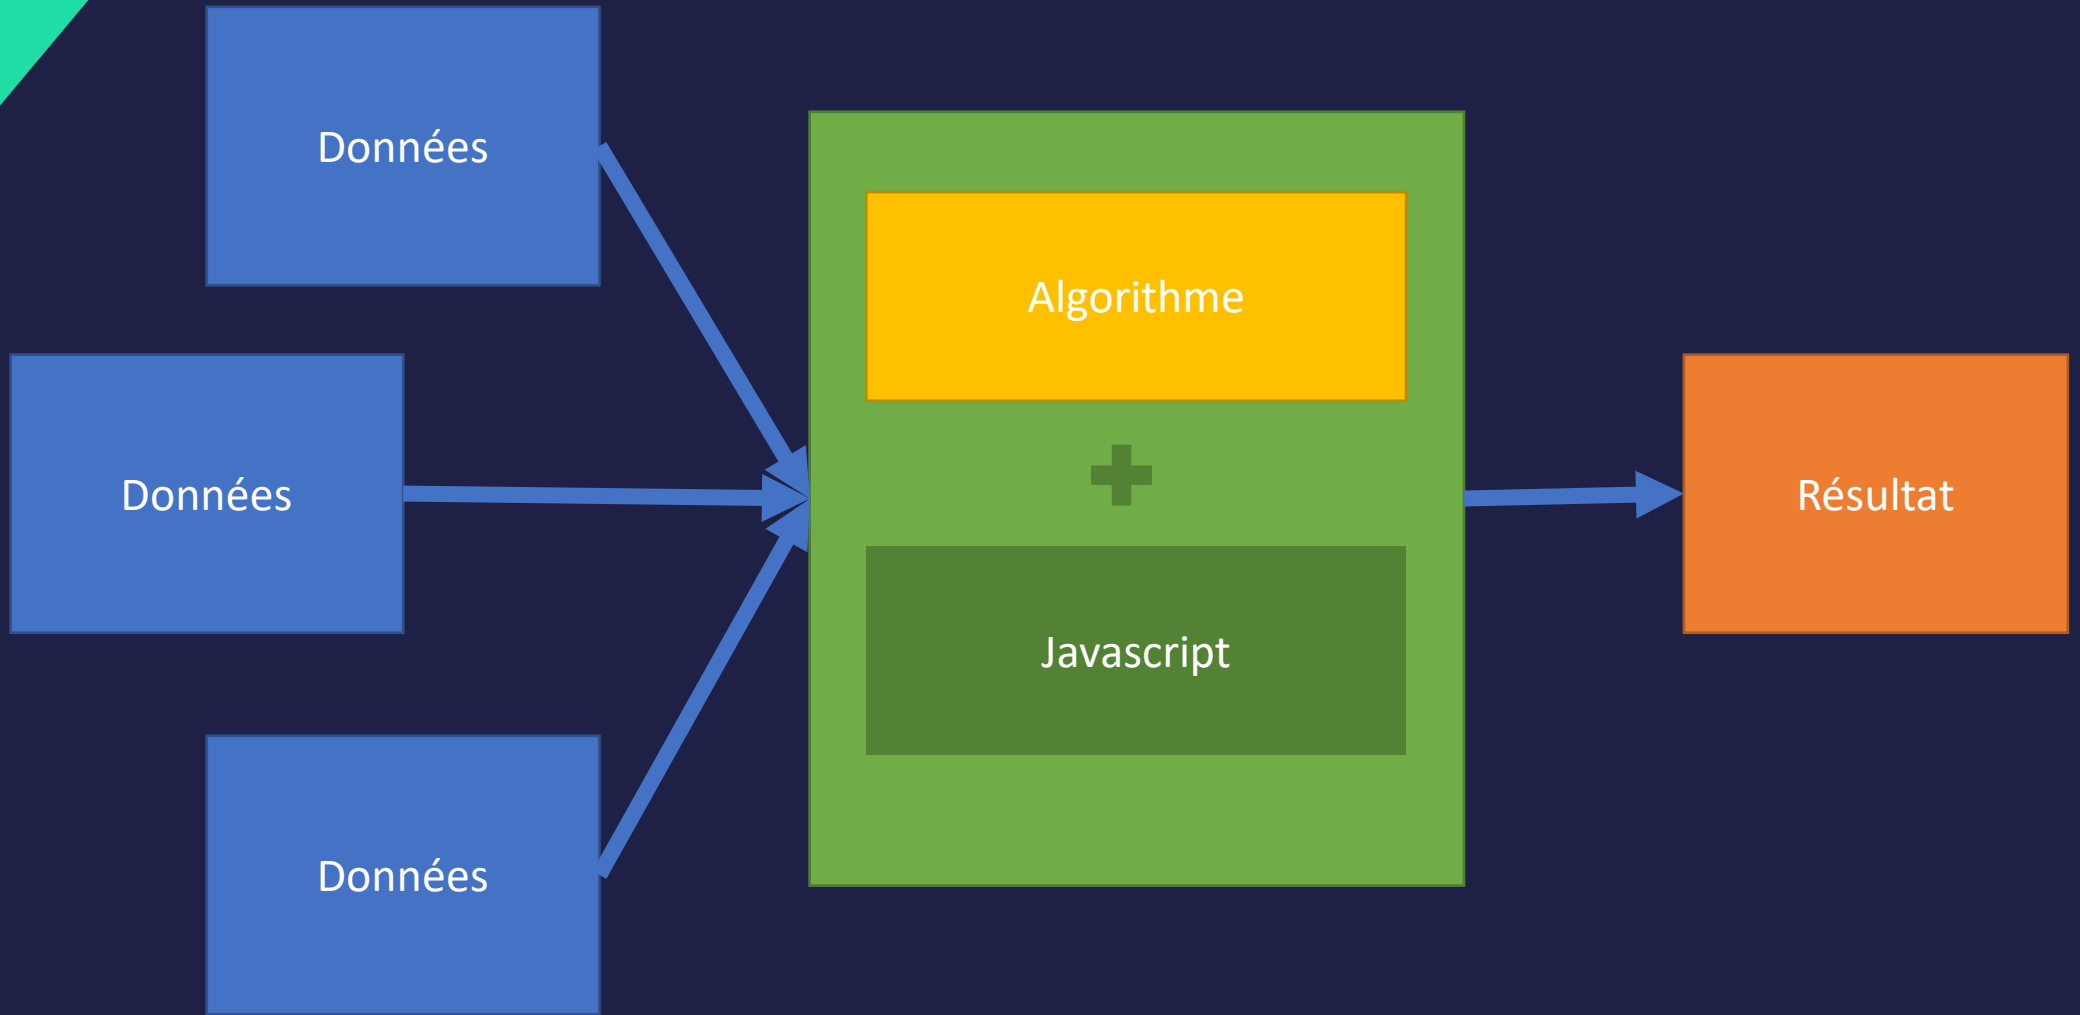 Données
Données
Données
Algorithme
Javascript
Résultat